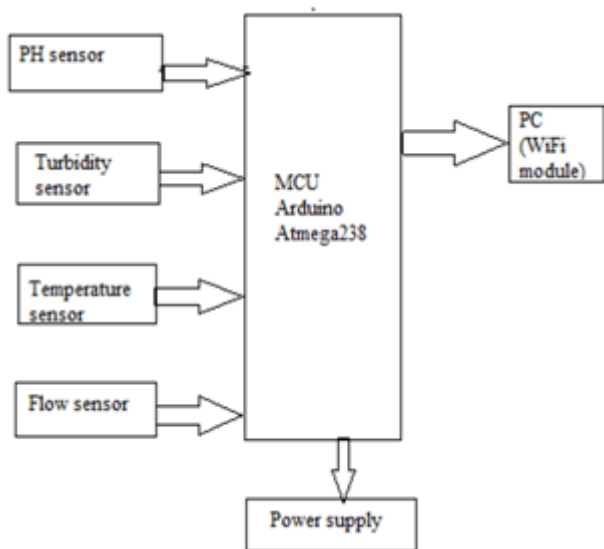 PH sensor
Turbidity
sensor
Temperature
sensor
Flow sensor
MCU
Arduino
Atmega238
PC
(WiFi
module)
Power supply